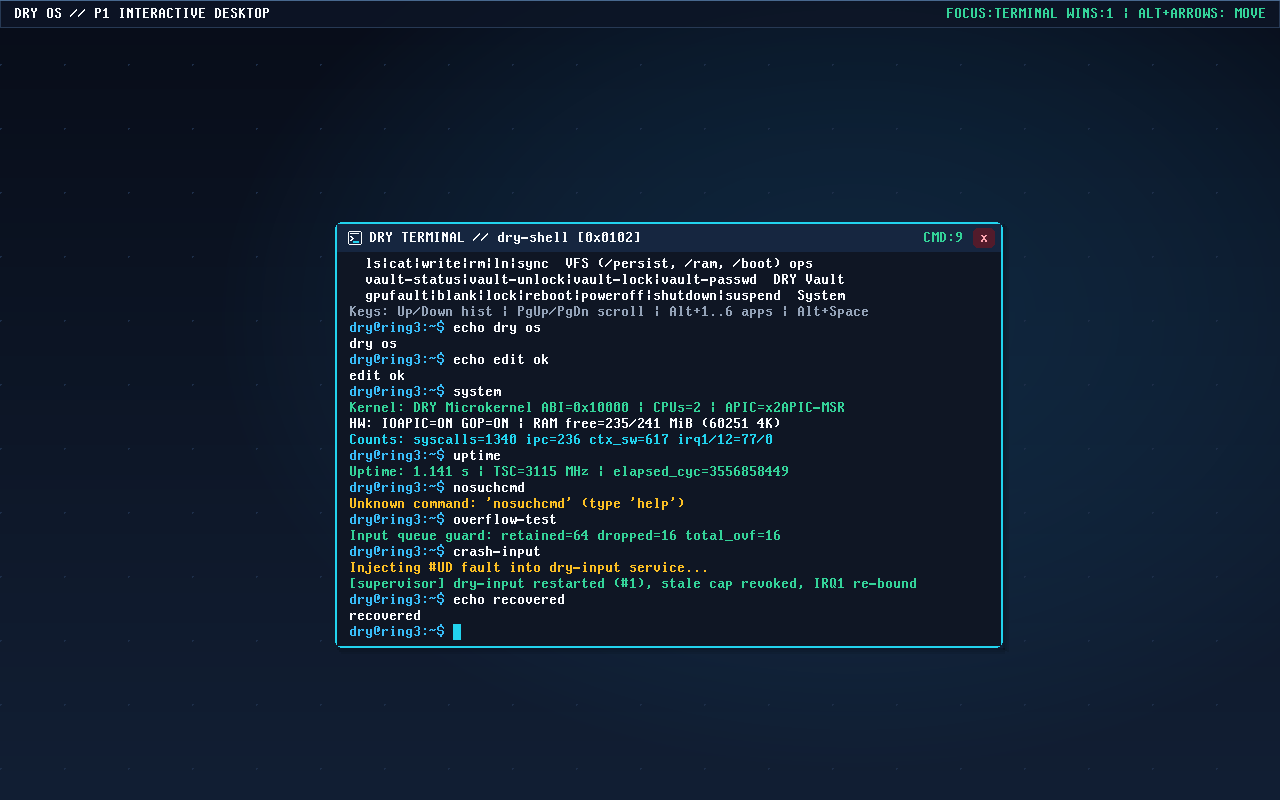 DRY OS // P1 INTERACTIVE DESKTOP
FOCUS:TERMINAL WINS:1 ¦ ALT+ARROWS: MOVE
DRY TERMINAL // dry-shell [0x0102]
CMD:9
x
ls¦cat¦write¦rm¦ln¦sync  VFS (/persist, /ram, /boot) ops
vault-status¦vault-unlock¦vault-lock¦vault-passwd  DRY Vault
gpufault¦blank¦lock¦reboot¦poweroff¦shutdown¦suspend  System
Keys: Up/Down hist ¦ PgUp/PgDn scroll ¦ Alt+1..6 apps ¦ Alt+Space
dry@ring3:~$ echo dry os
dry os
dry@ring3:~$ echo edit ok
edit ok
dry@ring3:~$ system
Kernel: DRY Microkernel ABI=0x10000 ¦ CPUs=2 ¦ APIC=x2APIC-MSR
HW: IOAPIC=ON GOP=ON ¦ RAM free=235/241 MiB (60251 4K)
Counts: syscalls=1340 ipc=236 ctx_sw=617 irq1/12=77/0
dry@ring3:~$ uptime
Uptime: 1.141 s ¦ TSC=3115 MHz ¦ elapsed_cyc=3556858449
dry@ring3:~$ nosuchcmd
Unknown command: 'nosuchcmd' (type 'help')
dry@ring3:~$ overflow-test
Input queue guard: retained=64 dropped=16 total_ovf=16
dry@ring3:~$ crash-input
Injecting #UD fault into dry-input service...
[supervisor] dry-input restarted (#1), stale cap revoked, IRQ1 re-bound
dry@ring3:~$ echo recovered
recovered
dry@ring3:~$